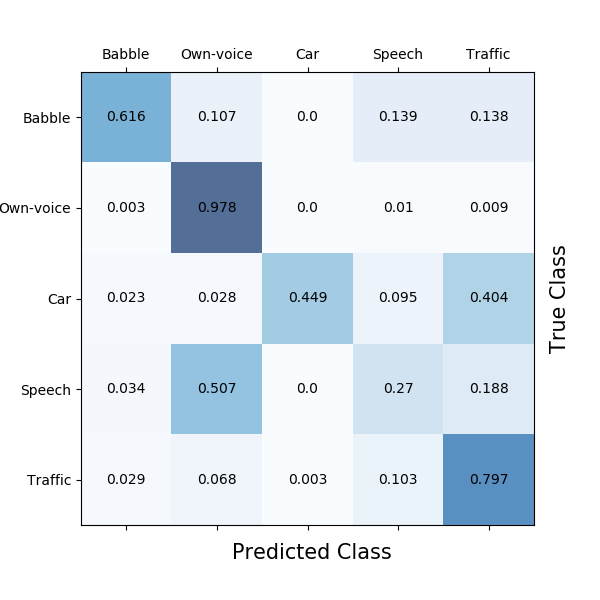 Babble Own-voice Car Speech Traffic
Babble 0.616 0.107 0.0 0.139 0.138
Own-voice 0.003 0.978 0.0 0.01 0.009
Car 0.023 0.028 0.449 0.095 0.404
Speech 0.034 0.507 0.0 0.27 0.188
Traffic 0.029 0.068 0.003 0.103 0.797
True Class
Predicted Class